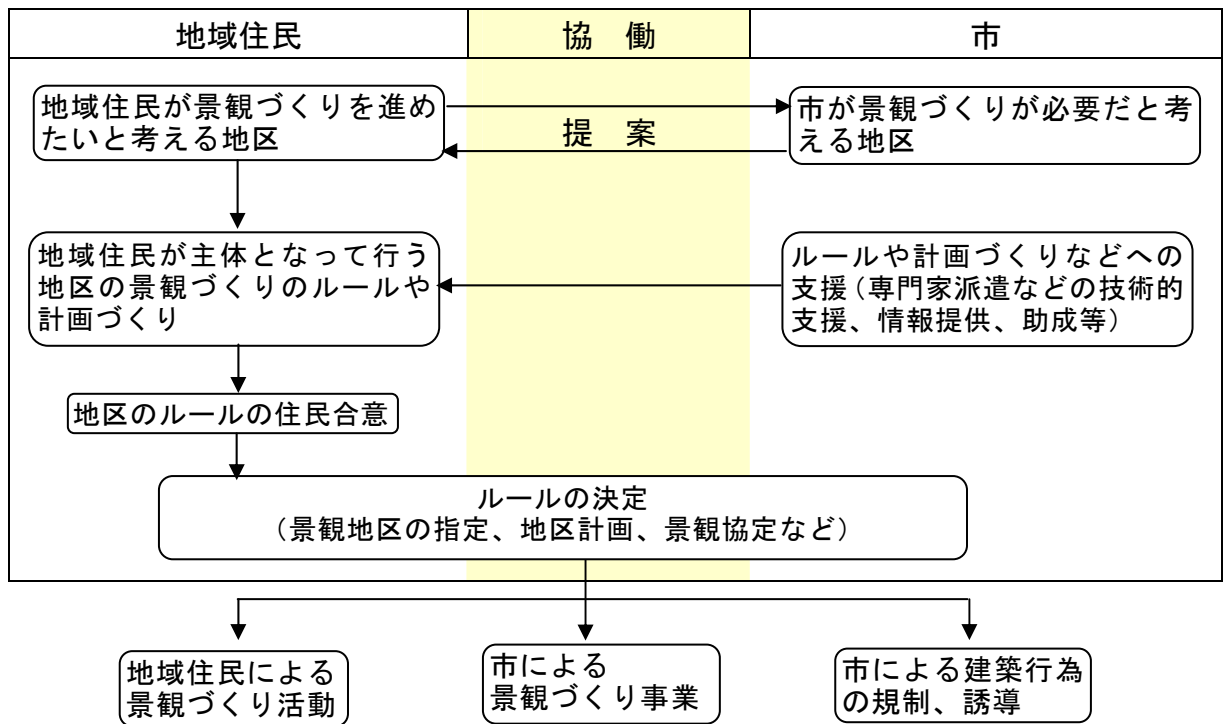 地域住民
協 働
市
地域住民が景観づくりを進め
たいと考える地区
提 案
市が景観づくりが必要だと考
える地区
地域住民が主体となって行う
地区の景観づくりのルールや
計画づくり
ルールや計画づくりなどへの
支援(専門家派遣などの技術的
支援、情報提供、助成等)
地区のルールの住民合意
ルールの決定
(景観地区の指定、地区計画、景観協定など)
地域住民による
景観づくり活動
市による
景観づくり事業
市による建築行為
の規制、誘導